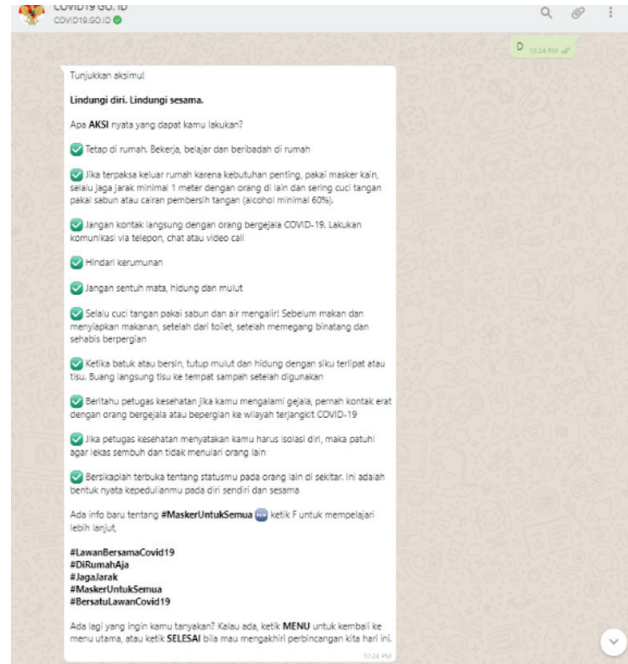 COVID19 GO. ID
COVID19.GO.ID
D
10:24 PM
Tunjukkan aksimu!
Lindungi diri. Lindungi sesama.
Apa AKSI nyata yang dapat kamu lakukan?
✅ Tetap di rumah. Bekerja, belajar dan beribadah di rumah
✅ Jika terpaksa keluar rumah karena kebutuhan penting, pakai masker kain,
selalu jaga jarak minimal 1 meter dengan orang di lain dan sering cuci tangan
pakai sabun atau cairan pembersih tangan (alcohol minimal 60%).
✅ Jangan kontak langsung dengan orang bergejala COVID-19. Lakukan
komunikasi via telepon, chat atau video call
✅ Hindari kerumunan
✅ Jangan sentuh mata, hidung dan mulut
✅ Selalu cuci tangan pakai sabun dan air mengalir! Sebelum makan dan
menyiapkan makanan, setelah dari toilet, setelah memegang binatang dan
sehabis berpergian
✅ Ketika batuk atau bersin, tutup mulut dan hidung dengan siku terlipat atau
tisu. Buang langsung tisu ke tempat sampah setelah digunakan
✅ Beritahu petugas kesehatan jika kamu mengalami gejala, pernah kontak erat
dengan orang bergejala atau bepergian ke wilayah terjangkit COVID-19
✅ Jika petugas kesehatan menyatakan kamu harus isolasi diri, maka patuhi
agar lekas sembuh dan tidak menulari orang lain
✅ Bersikaplah terbuka tentang statusmu pada orang lain di sekitar. Ini adalah
bentuk nyata kepedulianmu pada diri sendiri dan sesama
Ada info baru tentang #MaskerUntukSemua 🆕 ketik F untuk mempelajari
lebih lanjut,
#LawanBersamaCovid19
#DiRumahAja
#JagaJarak
#MaskerUntukSemua
#BersatuLawanCovid19
Ada lagi yang ingin kamu tanyakan? Kalau ada, ketik MENU untuk kembali ke
menu utama, atau ketik SELESAI bila mau mengakhiri perbincangan kita hari ini.
10:24 PM